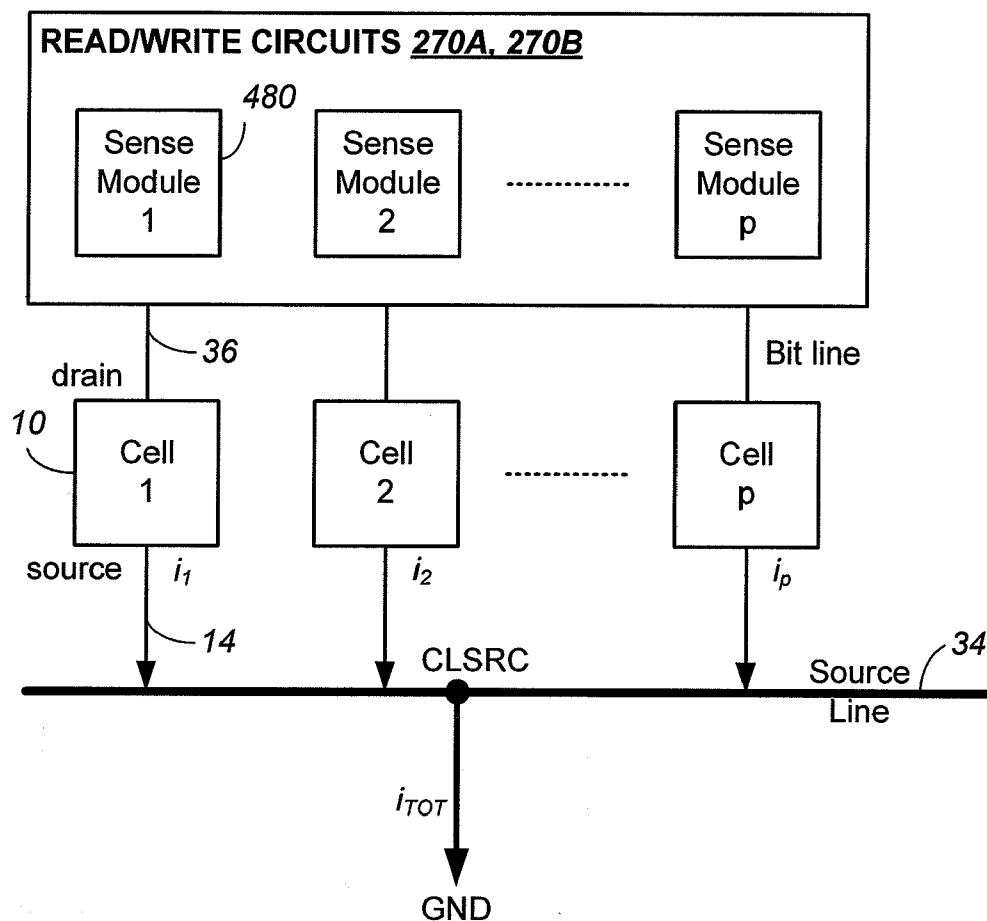 READ/WRITE CIRCUITS 270A, 270B
480
Sense
Module
1
Sense
Module
2
Sense
Module
p
36
Bit line
drain
10
Cell
1
Cell
2
Cell
p
source
i1
i2
ip
14
34
CLSRC
Source
Line
iTOT
GND